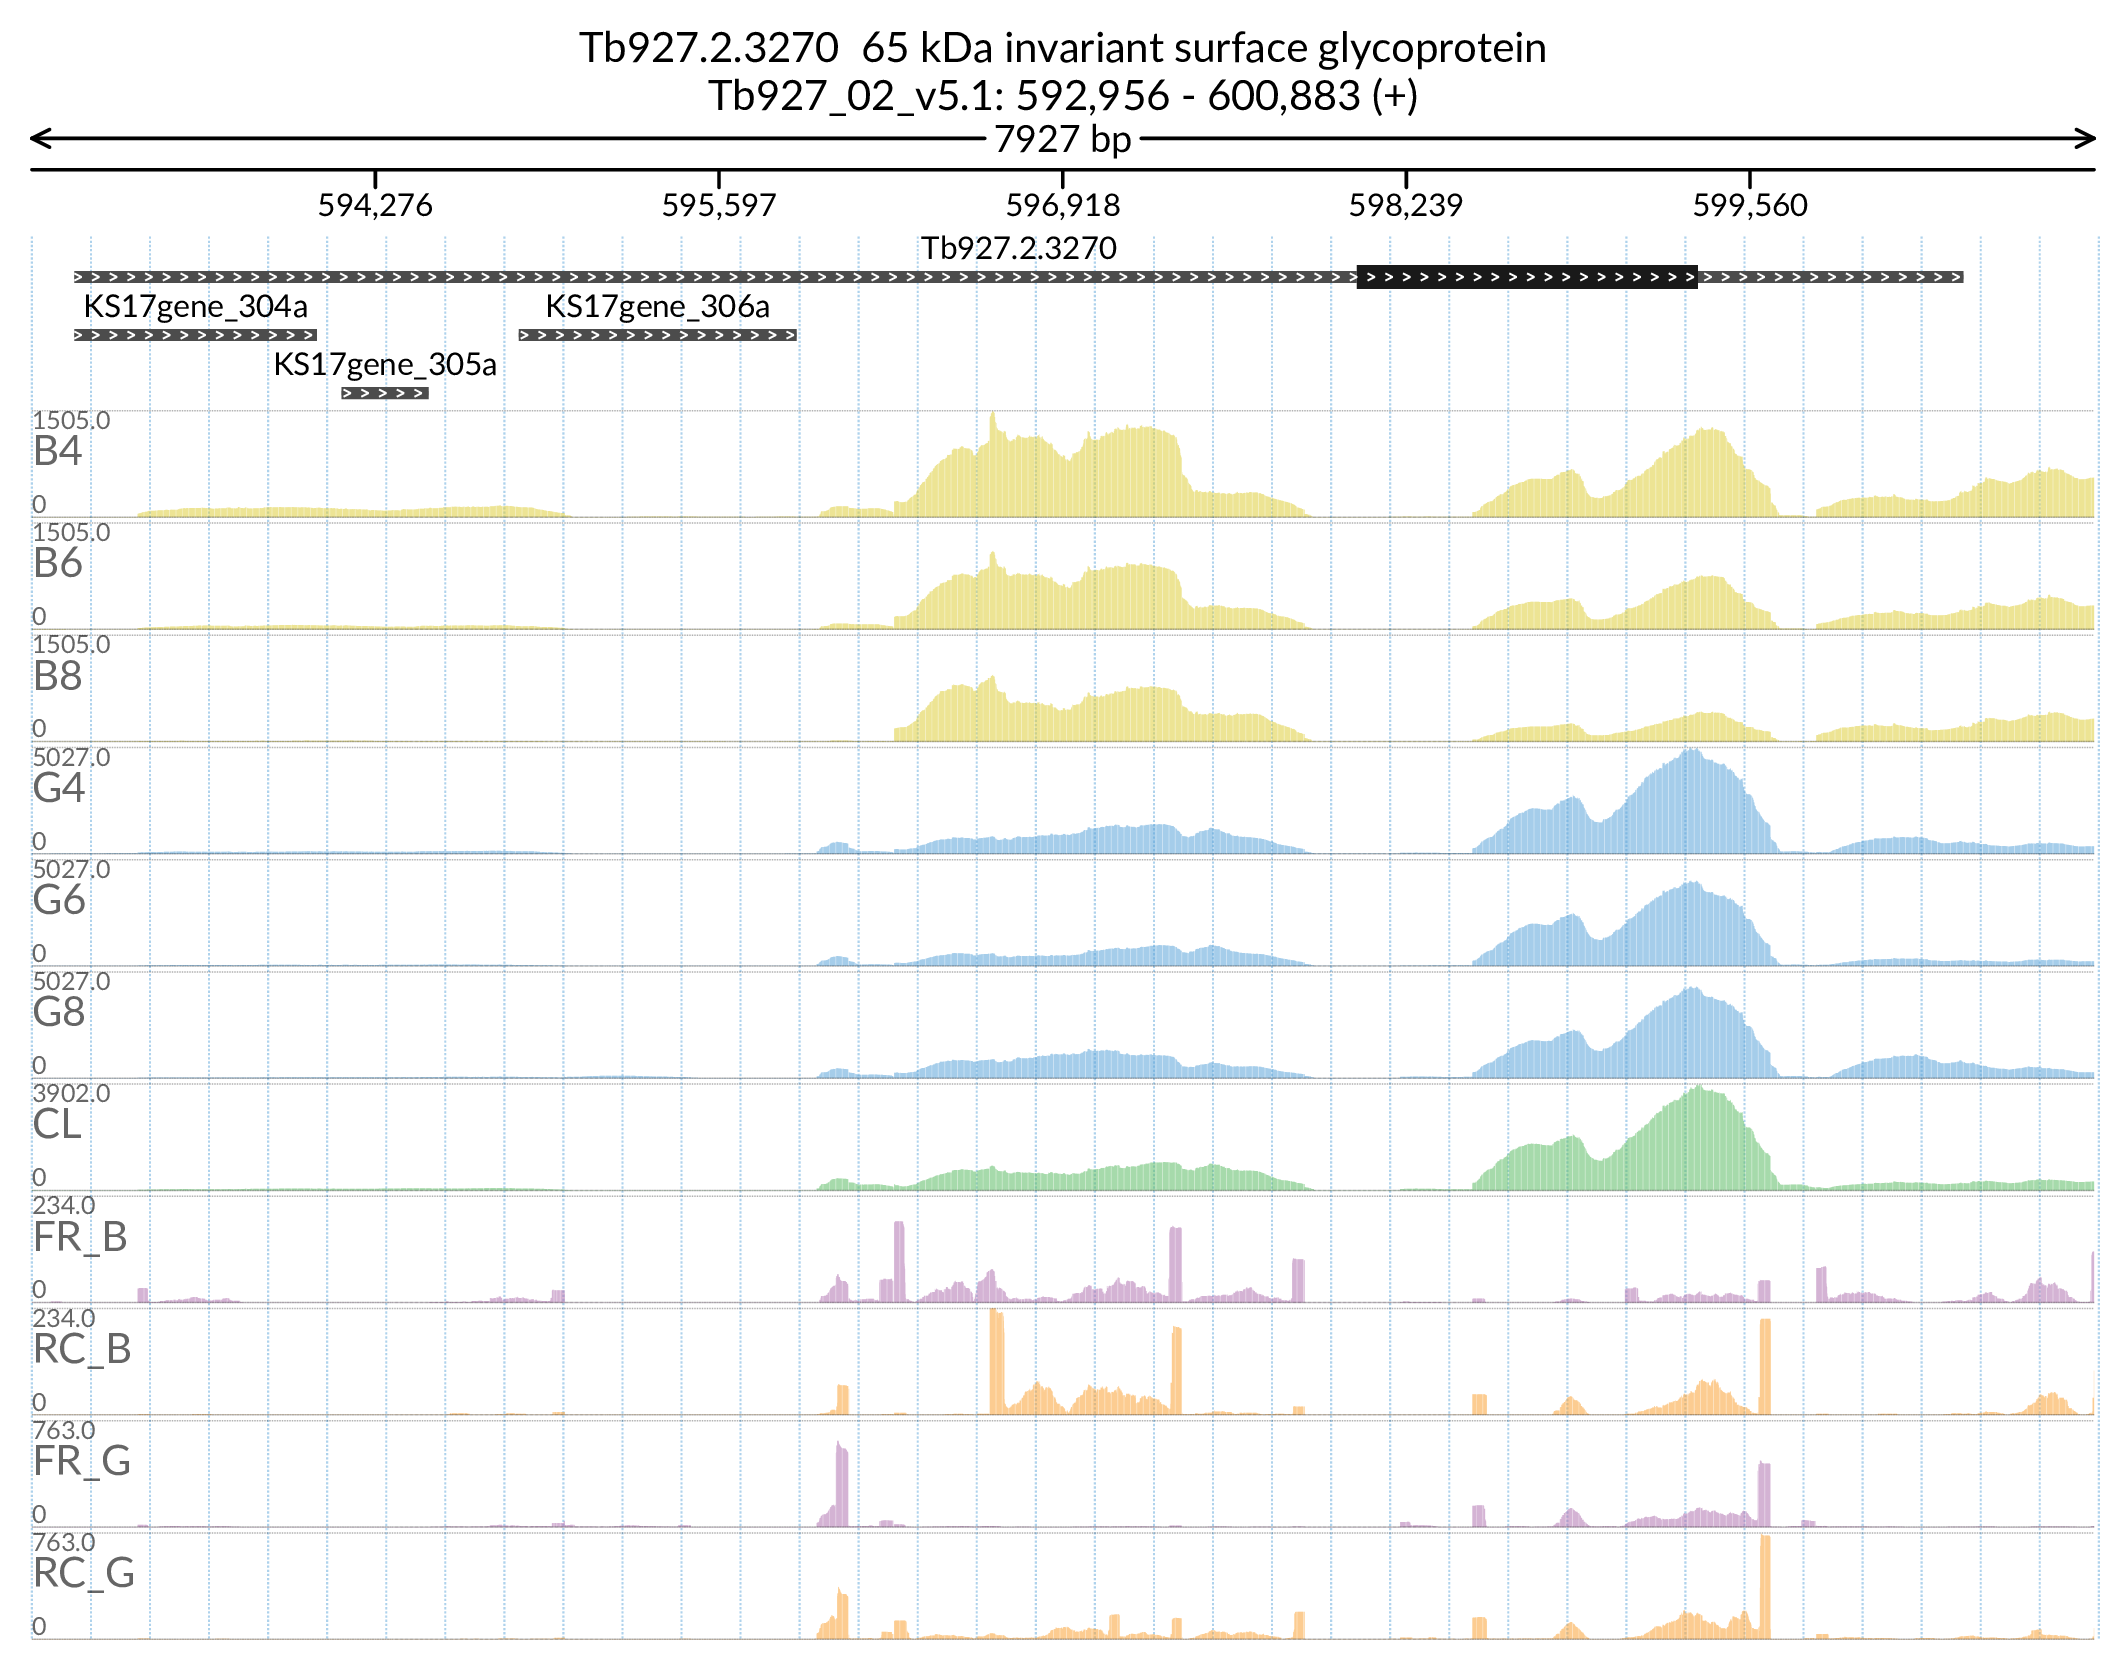 Tb927.2.3270  65 kDa invariant surface glycoprotein
Tb927_02_v5.1: 592,956 - 600,883 (+)
7927 bp
594,276 595,597 596,918 598,239 599,560
Tb927.2.3270
KS17gene_304a KS17gene_306a
KS17gene_305a
1505.0
B4
0
1505.0
B6
0
1505.0
B8
0
5027.0
G4
0
5027.0
G6
0
5027.0
G8
0
3902.0
CL
0
234.0
FR_B
0
234.0
RC_B
0
763.0
FR_G
0
763.0
RC_G
0